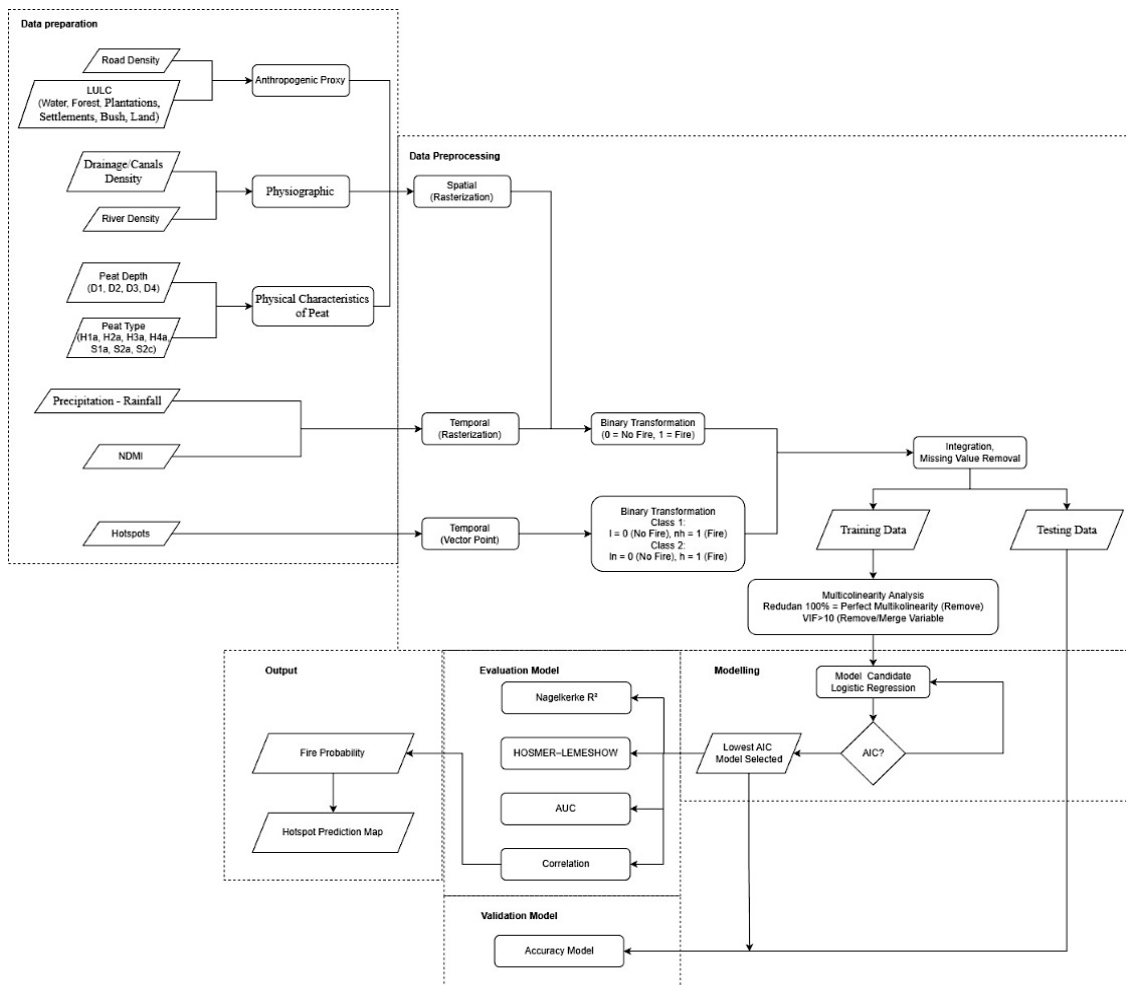 Data preparation
Road Density
LULC
(Water, Forest, Plantations,
Settlements, Bush, Land)
Anthropogenic Proxy
Drainage/Canals
Density
River Density
Physiographic
Peat Depth
(D1, D2, D3, D4)
Peat Type
(H1a, H2a, H3a, H4a,
S1a, S2a, S2c)
Physical Characteristics
of Peat
Precipitation - Rainfall
NDMI
Hotspots
Data Preprocessing
Spatial
(Rasterization)
Temporal
(Rasterization)
Temporal
(Vector Point)
Binary Transformation
(0 = No Fire, 1 = Fire)
Binary Transformation
Class 1:
l = 0 (No Fire), nh = 1 (Fire)
Class 2:
ln = 0 (No Fire), h = 1 (Fire)
Integration,
Missing Value Removal
Training Data
Testing Data
Multicolinearity Analysis
Redudan 100% = Perfect Multikolinearity (Remove)
VIF>10 (Remove/Merge Variable
Modelling
Model Candidate
Logistic Regression
AIC?
Lowest AIC
Model Selected
Evaluation Model
Nagelkerke R²
HOSMER–LEMESHOW
AUC
Correlation
Output
Fire Probability
Hotspot Prediction Map
Validation Model
Accuracy Model